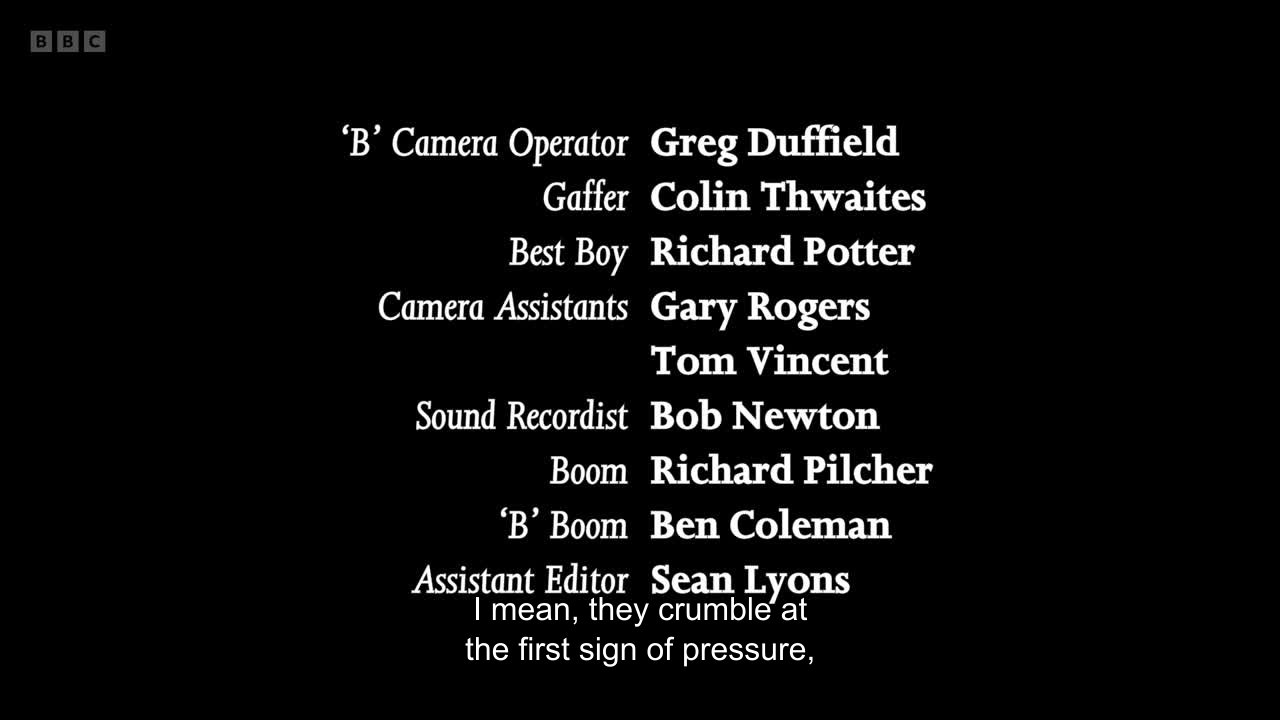 BBC
‘B’ Camera Operator Greg Duffield
Gaffer Colin Thwaites
Best Boy Richard Potter
Camera Assistants Gary Rogers
Tom Vincent
Sound Recordist Bob Newton
Boom Richard Pilcher
‘B’ Boom Ben Coleman
Assistant Editor Sean Lyons
I mean, they crumble at
the first sign of pressure,